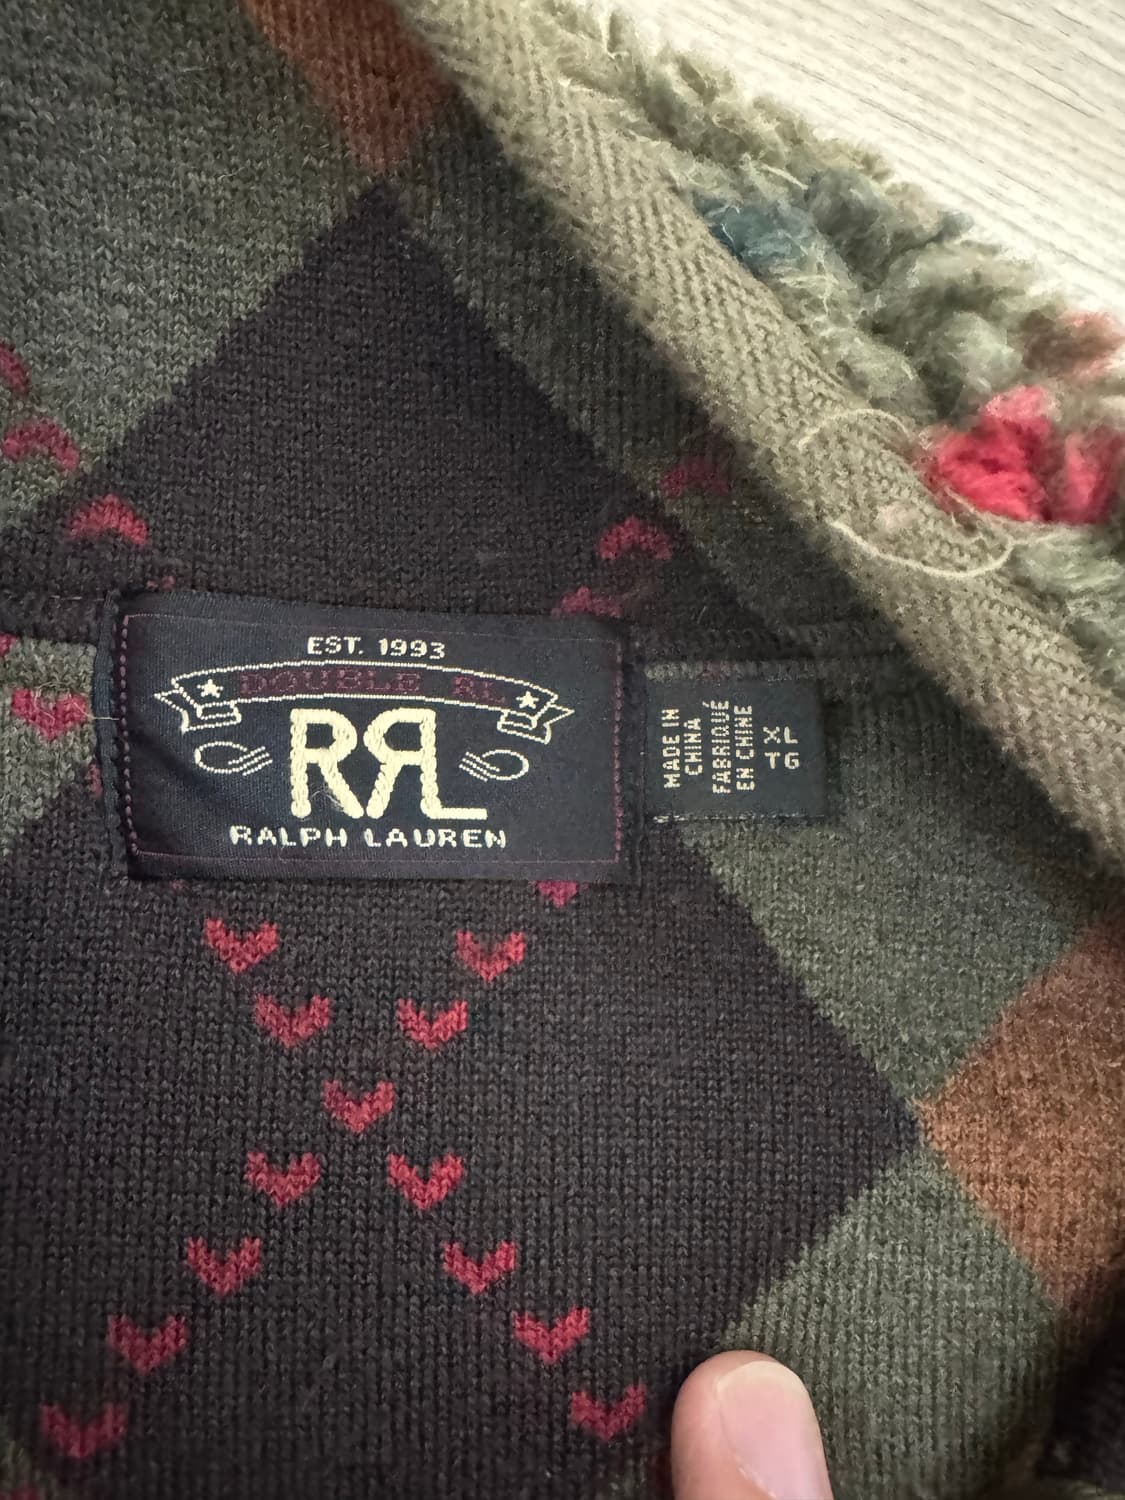 EST. 1993
DOUBLE RL
RRL
RALPH LAUREN
MADE IN
CHINA
FABRIQUÉ
EN CHINE
XL
TG